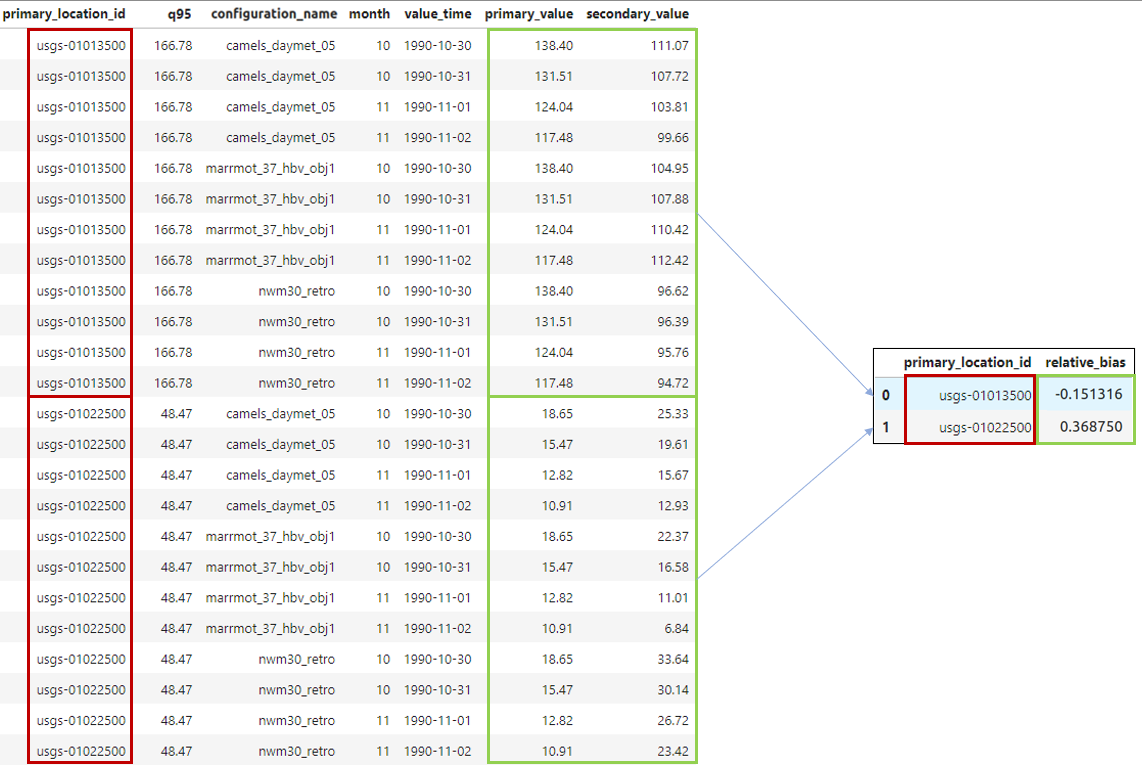 primary_location_id q95 configuration_name month value_time primary_value secondary_value
usgs-01013500 166.78 camels_daymet_05 10 1990-10-30 138.40 111.07
usgs-01013500 166.78 camels_daymet_05 10 1990-10-31 131.51 107.72
usgs-01013500 166.78 camels_daymet_05 11 1990-11-01 124.04 103.81
usgs-01013500 166.78 camels_daymet_05 11 1990-11-02 117.48 99.66
usgs-01013500 166.78 marrmot_37_hbv_obj1 10 1990-10-30 138.40 104.95
usgs-01013500 166.78 marrmot_37_hbv_obj1 10 1990-10-31 131.51 107.88
usgs-01013500 166.78 marrmot_37_hbv_obj1 11 1990-11-01 124.04 110.42
usgs-01013500 166.78 marrmot_37_hbv_obj1 11 1990-11-02 117.48 112.42
usgs-01013500 166.78 nwm30_retro 10 1990-10-30 138.40 96.62
usgs-01013500 166.78 nwm30_retro 10 1990-10-31 131.51 96.39
usgs-01013500 166.78 nwm30_retro 11 1990-11-01 124.04 95.76
usgs-01013500 166.78 nwm30_retro 11 1990-11-02 117.48 94.72
usgs-01022500 48.47 camels_daymet_05 10 1990-10-30 18.65 25.33
usgs-01022500 48.47 camels_daymet_05 10 1990-10-31 15.47 19.61
usgs-01022500 48.47 camels_daymet_05 11 1990-11-01 12.82 15.67
usgs-01022500 48.47 camels_daymet_05 11 1990-11-02 10.91 12.93
usgs-01022500 48.47 marrmot_37_hbv_obj1 10 1990-10-30 18.65 22.37
usgs-01022500 48.47 marrmot_37_hbv_obj1 10 1990-10-31 15.47 16.58
usgs-01022500 48.47 marrmot_37_hbv_obj1 11 1990-11-01 12.82 11.01
usgs-01022500 48.47 marrmot_37_hbv_obj1 11 1990-11-02 10.91 6.84
usgs-01022500 48.47 nwm30_retro 10 1990-10-30 18.65 33.64
usgs-01022500 48.47 nwm30_retro 10 1990-10-31 15.47 30.14
usgs-01022500 48.47 nwm30_retro 11 1990-11-01 12.82 26.72
usgs-01022500 48.47 nwm30_retro 11 1990-11-02 10.91 23.42
primary_location_id relative_bias
0 usgs-01013500 -0.151316
1 usgs-01022500 0.368750